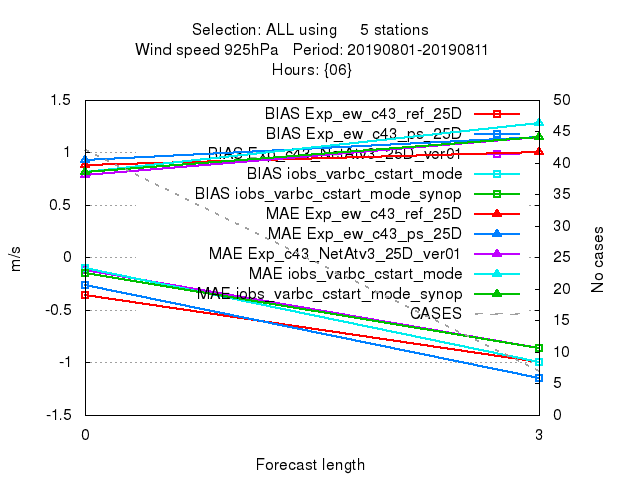 Selection: ALL using 5 stations
Wind speed 925hPa Period: 20190801-20190811
Hours: {06}
1.5
1
0.5
0
-0.5
-1
-1.5
m/s
50
45
40
35
30
25
20
15
10
5
0
No cases
BIAS Exp_ew_c43_ref_25D
BIAS Exp_ew_c43_ps_25D
BIAS Exp_c43_NetAtv3_25D_ver01
BIAS iobs_varbc_cstart_mode
BIAS iobs_varbc_cstart_mode_synop
MAE Exp_ew_c43_ref_25D
MAE Exp_ew_c43_ps_25D
MAE Exp_c43_NetAtv3_25D_ver01
MAE iobs_varbc_cstart_mode
MAE iobs_varbc_cstart_mode_synop
CASES
0 3
Forecast length